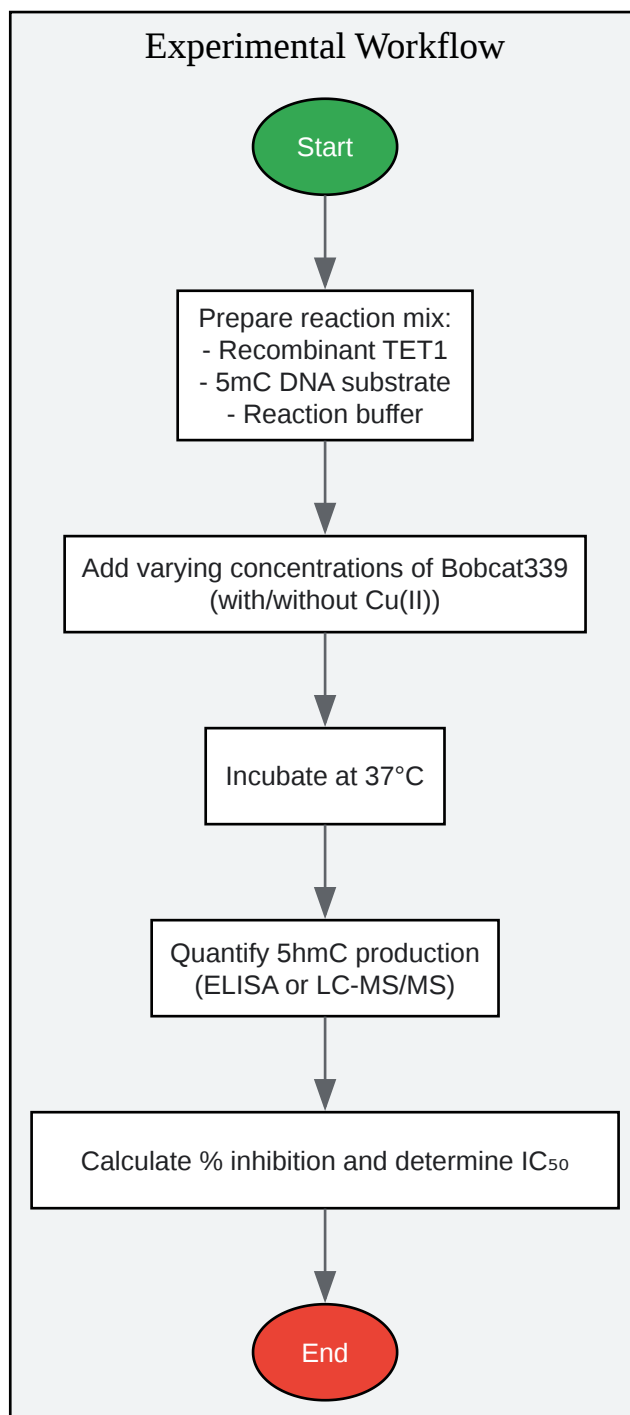 Experimental Workflow
Start
Prepare reaction mix:
- Recombinant TET1
- 5mC DNA substrate
- Reaction buffer
Add varying concentrations of Bobcat339
(with/without Cu(II))
Incubate at 37°C
Quantify 5hmC production
(ELISA or LC-MS/MS)
Calculate % inhibition and determine IC₅₀
End